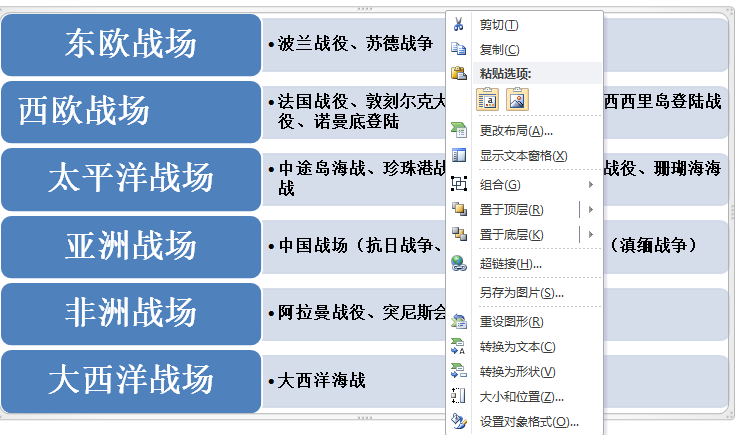 东欧战场
•波兰战役、苏德战争
西欧战场
•法国战役、敦刻尔克大
西西里岛登陆战
役、诺曼底登陆
太平洋战场
•中途岛海战、珍珠港战
战役、珊瑚海海
战
亚洲战场
•中国战场（抗日战争、
（滇缅战争）
非洲战场
•阿拉曼战役、突尼斯会
大西洋战场
•大西洋海战
剪切(T)
复制(C)
粘贴选项:
更改布局(A)...
显示文本窗格(X)
组合(G)
置于顶层(R)
置于底层(K)
超链接(H)...
另存为图片(S)...
重设图形(R)
转换为文本(C)
转换为形状(V)
大小和位置(Z)...
设置对象格式(O)...